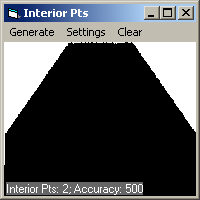 Interior Pts
Generate Settings Clear
Interior Pts: 2; Accuracy: 500